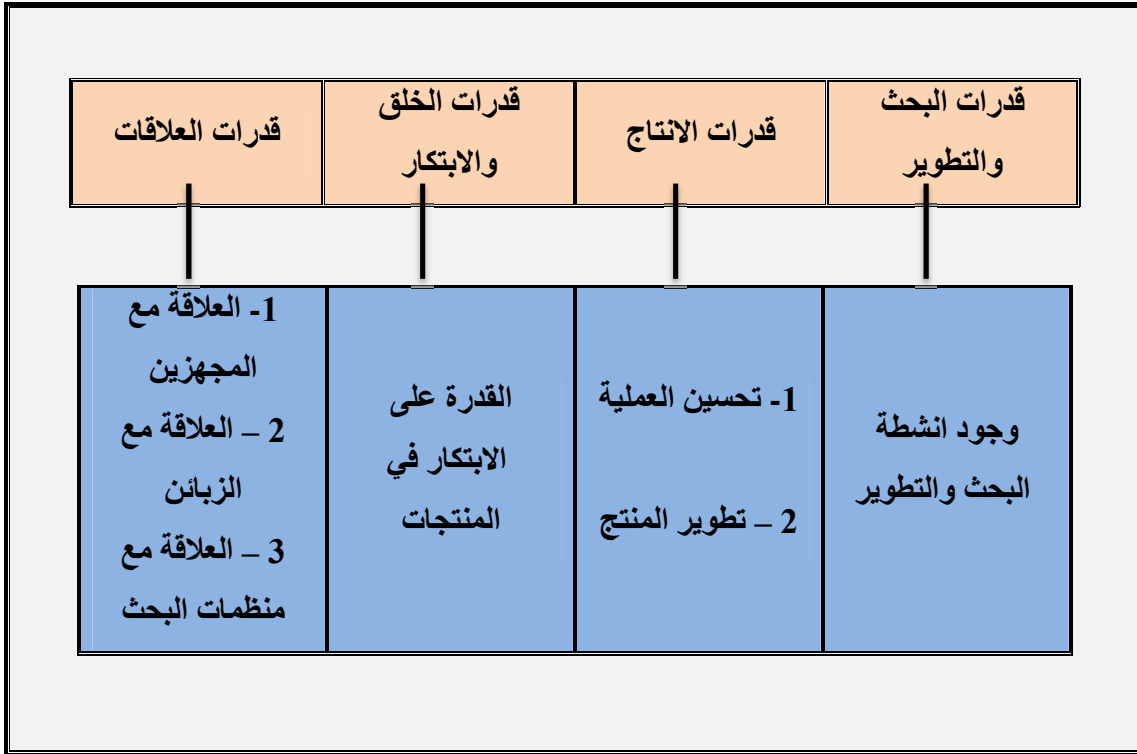 قدرات البحث
والتطوير
قدرات الانتاج
قدرات الخلق
والابتكار
قدرات العلاقات
وجود انشطة
البحث والتطوير
1- تحسين العملية
2 – تطوير المنتج
القدرة على
الابتكار في
المنتجات
1- العلاقة مع
المجهزين
2 – العلاقة مع
الزبائن
3 – العلاقة مع
منظمات البحث